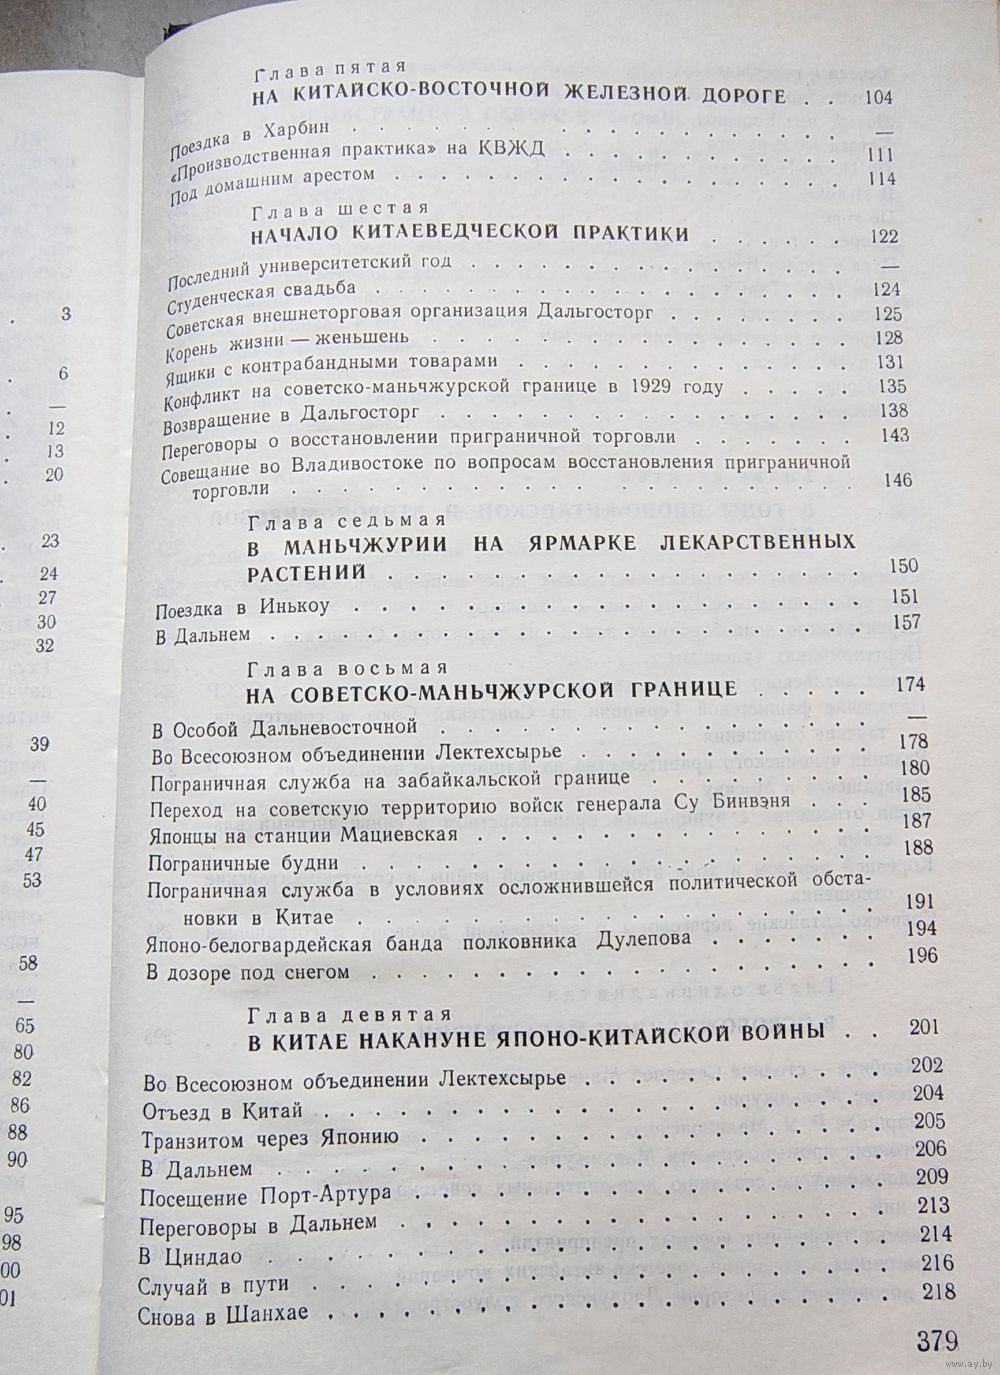 Глава пятая
НА КИТАЙСКО-ВОСТОЧНОЙ ЖЕЛЕЗНОЙ ДОРОГЕ . . 104
Поездка в Харбин . . . . . . . . . . . . . . . . —
«Производственная практика» на КВЖД . . . . . . . . . . 111
Под домашним арестом . . . . . . . . . . . . . . . 114
Глава шестая
НАЧАЛО КИТАЕВЕДЧЕСКОЙ ПРАКТИКИ . . . . . . 122
Последний университетский год . . . . . . . . . . . . —
Студенческая свадьба . . . . . . . . . . . . . . . 124
Советская внешнеторговая организация Дальгосторг . . . . . . . 125
Корень жизни — женьшень . . . . . . . . . . . . . 128
Ящики с контрабандными товарами . . . . . . . . . . 131
Конфликт на советско-маньчжурской границе в 1929 году . . . . . 135
Возвращение в Дальгосторг . . . . . . . . . . . . . 138
Переговоры о восстановлении приграничной торговли . . . . . . . 143
Совещание во Владивостоке по вопросам восстановления приграничной
торговли . . . . . . . . . . . . . . . . . 146
Глава седьмая
В МАНЬЧЖУРИИ НА ЯРМАРКЕ ЛЕКАРСТВЕННЫХ
РАСТЕНИЙ . . . . . . . . . . . . . . . . . 150
Поездка в Инькоу . . . . . . . . . . . . . . . . 151
В Дальнем . . . . . . . . . . . . . . . . . . . 157
Глава восьмая
НА СОВЕТСКО-МАНЬЧЖУРСКОЙ ГРАНИЦЕ . . . . . 174
В Особой Дальневосточной . . . . . . . . . . . . . —
Во Всесоюзном объединении Лектехсырье . . . . . . . . . 178
Пограничная служба на забайкальской границе . . . . . . . . 180
Переход на советскую территорию войск генерала Су Бинвэня . . . 185
Японцы на станции Мациевская . . . . . . . . . . . . 187
Пограничные будни . . . . . . . . . . . . . . . . 188
Пограничная служба в условиях осложнившейся политической обста-
новки в Китае . . . . . . . . . . . . . . . . 191
Японо-белогвардейская банда полковника Дулепова . . . . . . . 194
В дозоре под снегом . . . . . . . . . . . . . . . . 196
Глава девятая
В КИТАЕ НАКАНУНЕ ЯПОНО-КИТАЙСКОЙ ВОЙНЫ . . 201
Во Всесоюзном объединении Лектехсырье . . . . . . . . . 202
Отъезд в Китай . . . . . . . . . . . . . . . . . 204
Транзитом через Японию . . . . . . . . . . . . . . 205
В Дальнем . . . . . . . . . . . . . . . . . . . 206
Посещение Порт-Артура . . . . . . . . . . . . . . 209
Переговоры в Дальнем . . . . . . . . . . . . . . . 213
В Циндао . . . . . . . . . . . . . . . . . . . 214
Случай в пути . . . . . . . . . . . . . . . . . . 216
Снова в Шанхае . . . . . . . . . . . . . . . . . 218
379
. 3
. 6
. —
. 12
. 13
. 20
. 23
. 24
27
30
32
39
—
40
45
47
53
58
—
65
80
82
86
88
90
95
98
00
01
www.ay.by